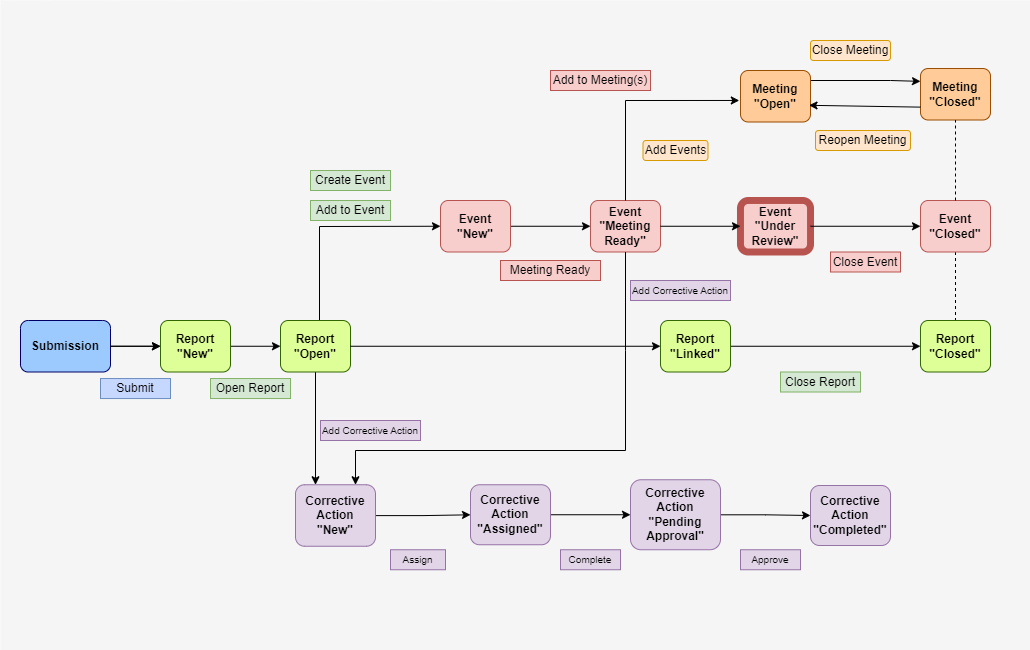 Close Meeting
Add to Meeting(s)
Meeting
"Open"
Meeting
"Closed"
Reopen Meeting
Add Events
Create Event
Add to Event
Event
"New"
Event
"Meeting
Ready"
Event
"Under
Review"
Event
"Closed"
Meeting Ready
Close Event
Add Corrective Action
Submission
Report
"New"
Report
"Open"
Report
"Linked"
Report
"Closed"
Submit
Open Report
Close Report
Add Corrective Action
Corrective
Action
"New"
Corrective
Action
"Assigned"
Corrective
Action
"Pending
Approval"
Corrective
Action
"Completed"
Assign
Complete
Approve